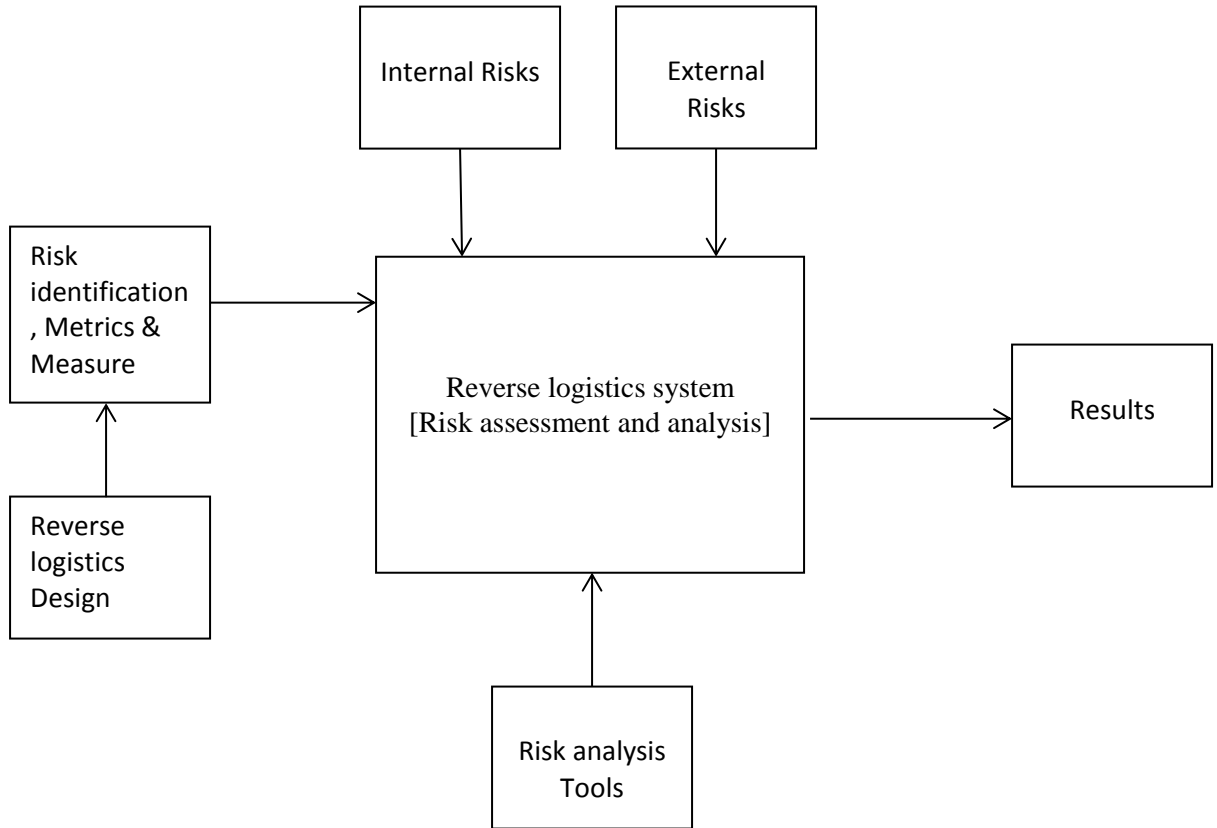 Internal Risks
External
Risks
Risk
identification
, Metrics &
Measure
Reverse logistics system
[Risk assessment and analysis]
Results
Reverse
logistics
Design
Risk analysis
Tools